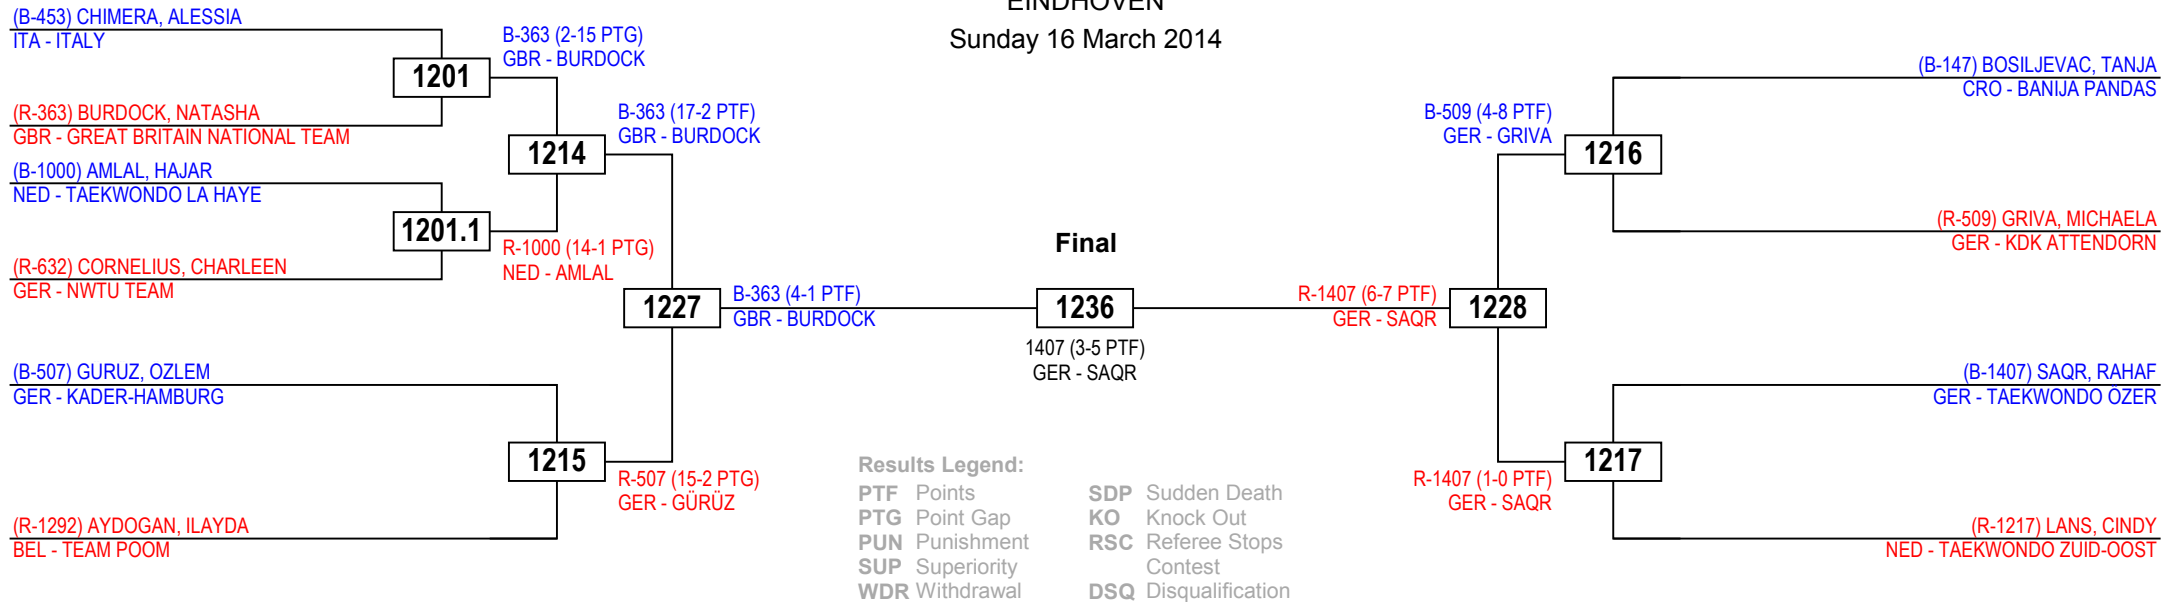 EINDHOVEN
Sunday 16 March 2014
(B-453) CHIMERA, ALESSIA
ITA - ITALY
1201
(R-363) BURDOCK, NATASHA
GBR - GREAT BRITAIN NATIONAL TEAM
(B-1000) AMLAL, HAJAR
NED - TAEKWONDO LA HAYE
1201.1
(R-632) CORNELIUS, CHARLEEN
GER - NWTU TEAM
(B-507) GURUZ, OZLEM
GER - KADER-HAMBURG
(R-1292) AYDOGAN, ILAYDA
BEL - TEAM POOM
B-363 (2-15 PTG)
GBR - BURDOCK
1214
R-1000 (14-1 PTG)
NED - AMLAL
1215
B-363 (17-2 PTF)
GBR - BURDOCK
1227
R-507 (15-2 PTG)
GER - GÜRÜZ
B-363 (4-1 PTF)
GBR - BURDOCK
Final
1236
1407 (3-5 PTF)
GER - SAQR
R-1407 (6-7 PTF)
GER - SAQR
1228
B-509 (4-8 PTF)
GER - GRIVA
1216
R-1407 (1-0 PTF)
GER - SAQR
1217
(B-147) BOSILJEVAC, TANJA
CRO - BANIJA PANDAS
(R-509) GRIVA, MICHAELA
GER - KDK ATTENDORN
(B-1407) SAQR, RAHAF
GER - TAEKWONDO ÖZER
(R-1217) LANS, CINDY
NED - TAEKWONDO ZUID-OOST
Results Legend:
PTF Points
PTG Point Gap
PUN Punishment
SUP Superiority
WDR Withdrawal
SDP Sudden Death
KO Knock Out
RSC Referee Stops
Contest
DSQ Disqualification